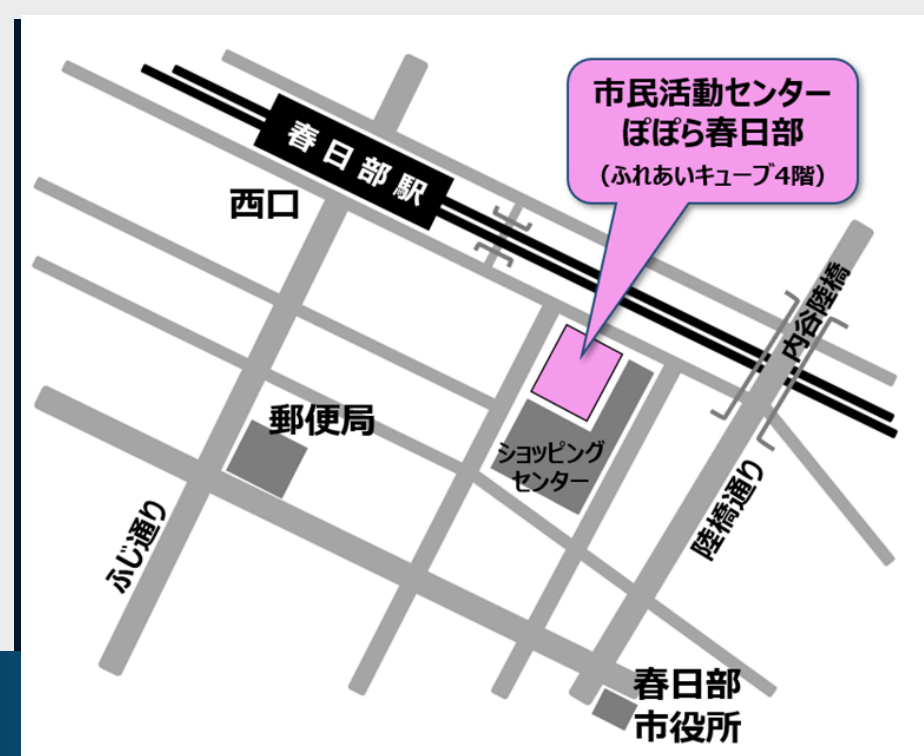 市民活動センター
ぽぽら春日部
(ふれあいキューブ4階)
春日部駅
西口
内谷陸橋
郵便局
ショッピング
センター
陸橋通り
ふじ通り
春日部
市役所